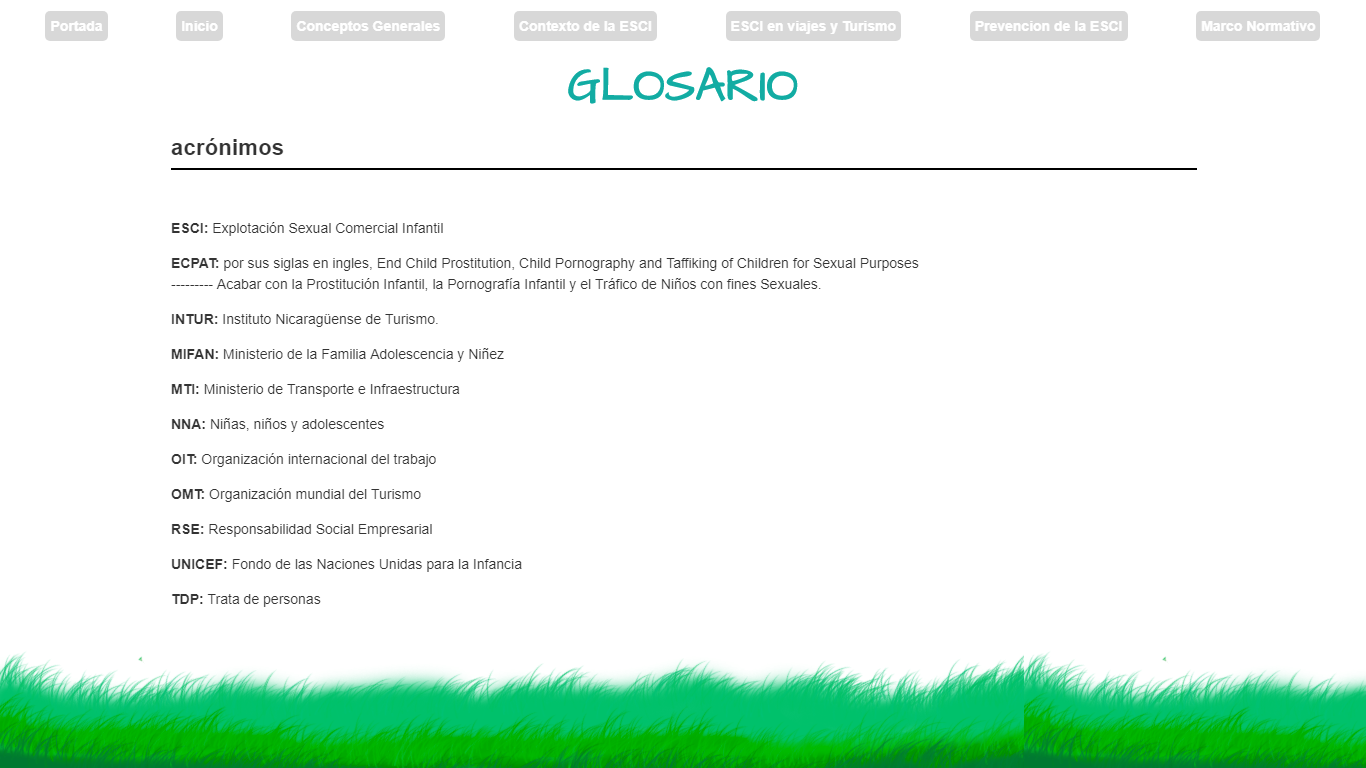 Portada Inicio Conceptos Generales Contexto de la ESCI ESCI en viajes y Turismo Prevencion de la ESCI Marco Normativo
GLOSARIO
acrónimos
ESCI: Explotación Sexual Comercial Infantil
ECPAT: por sus siglas en ingles, End Child Prostitution, Child Pornography and Taffiking of Children for Sexual Purposes
--------- Acabar con la Prostitución Infantil, la Pornografía Infantil y el Tráfico de Niños con fines Sexuales.
INTUR: Instituto Nicaragüense de Turismo.
MIFAN: Ministerio de la Familia Adolescencia y Niñez
MTI: Ministerio de Transporte e Infraestructura
NNA: Niñas, niños y adolescentes
OIT: Organización internacional del trabajo
OMT: Organización mundial del Turismo
RSE: Responsabilidad Social Empresarial
UNICEF: Fondo de las Naciones Unidas para la Infancia
TDP: Trata de personas